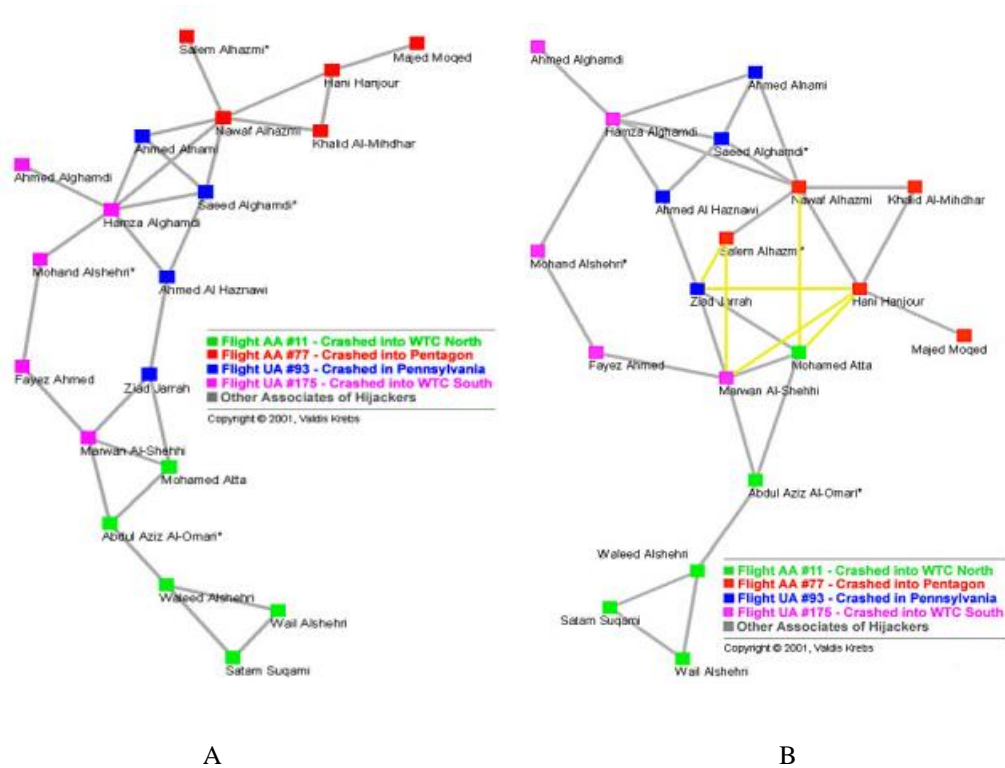 Salem Alhazmi*
Majed Moqed
Hani Hanjour
Nawaf Alhazmi
Khalid Al-Mihdhar
Ahmed Alnami
Ahmed Alghamdi
Saeed Alghamdi*
Hamza Alghamdi
Mohand Alshehri*
Ahmed Al Haznawi
Flight AA #11 - Crashed into WTC North
Flight AA #77 - Crashed into Pentagon
Flight UA #93 - Crashed in Pennsylvania
Flight UA #175 - Crashed into WTC South
Other Associates of Hijackers
Copyright © 2001, Valdis Krebs
Fayez Ahmed
Ziad Jarrah
Marwan Al-Shehhi
Mohamed Atta
Abdul Aziz Al-Omari*
Waleed Alshehri
Wail Alshehri
Satam Suqami
A
Ahmed Alghamdi
Ahmed Alnami
Hamza Alghamdi
Saeed Alghamdi*
Nawaf Alhazmi
Khalid Al-Mihdhar
Ahmed Al Haznawi
Salem Alhazmi*
Mohand Alshehri*
Ziad Jarrah
Hani Hanjour
Majed Moqed
Fayez Ahmed
Mohamed Atta
Marwan Al-Shehhi
Abdul Aziz Al-Omari*
Waleed Alshehri
Flight AA #11 - Crashed into WTC North
Flight AA #77 - Crashed into Pentagon
Flight UA #93 - Crashed in Pennsylvania
Flight UA #175 - Crashed into WTC South
Other Associates of Hijackers
Copyright © 2001, Valdis Krebs
Satam Suqami
Wail Alshehri
B